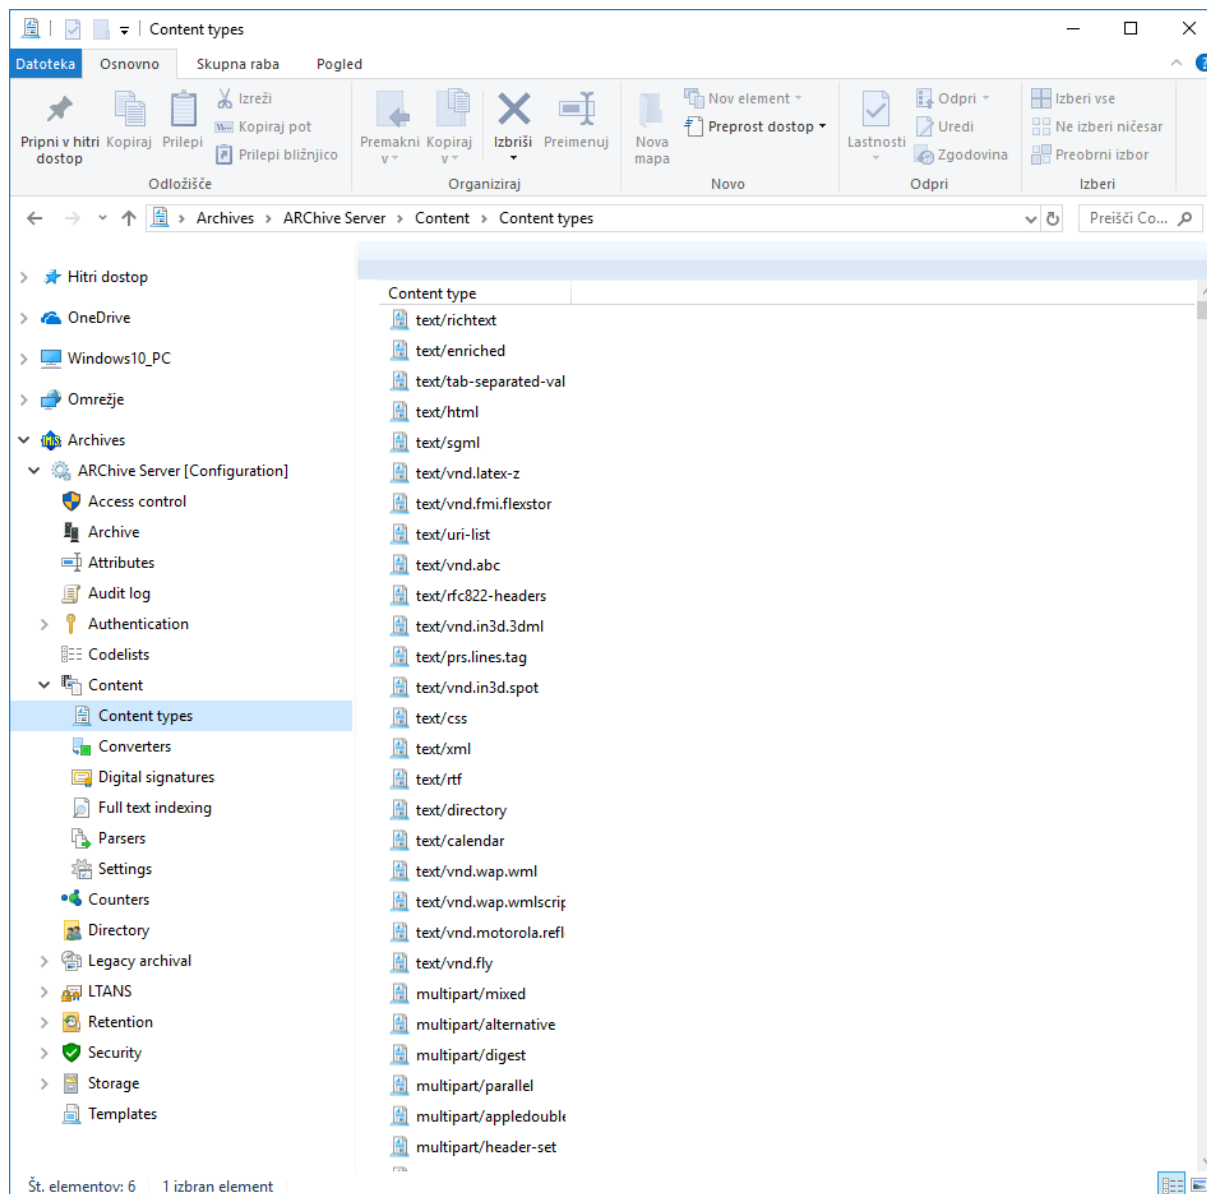 Content types
Datoteka Osnovno Skupna raba Pogled
Pripni v hitri dostop Kopiraj Prilepi Izreži Kopiraj pot Prilepi bližnjico
Premakni v Kopiraj v Izbriši Preimenuj
Nova mapa Nov element Preprost dostop
Lastnosti Odpri Uredi Zgodovina
Izberi vse Ne izberi ničesar Preobrni izbor
Odložišče Organiziraj Novo Odpri Izberi
Archives ARChive Server Content Content types Preišči Co...
Hitri dostop
OneDrive
Windows10_PC
Omrežje
Archives
ARChive Server [Configuration]
Access control
Archive
Attributes
Audit log
Authentication
Codelists
Content
Content types
Converters
Digital signatures
Full text indexing
Parsers
Settings
Counters
Directory
Legacy archival
LTANS
Retention
Security
Storage
Templates
Content type
text/richtext
text/enriched
text/tab-separated-val
text/html
text/sgml
text/vnd.latex-z
text/vnd.fmi.flexstor
text/uri-list
text/vnd.abc
text/rfc822-headers
text/vnd.in3d.3dml
text/prs.lines.tag
text/vnd.in3d.spot
text/css
text/xml
text/rtf
text/directory
text/calendar
text/vnd.wap.wml
text/vnd.wap.wmlscrip
text/vnd.motorola.refl
text/vnd.fly
multipart/mixed
multipart/alternative
multipart/digest
multipart/parallel
multipart/appledouble
multipart/header-set
Št. elementov: 6 1 izbran element